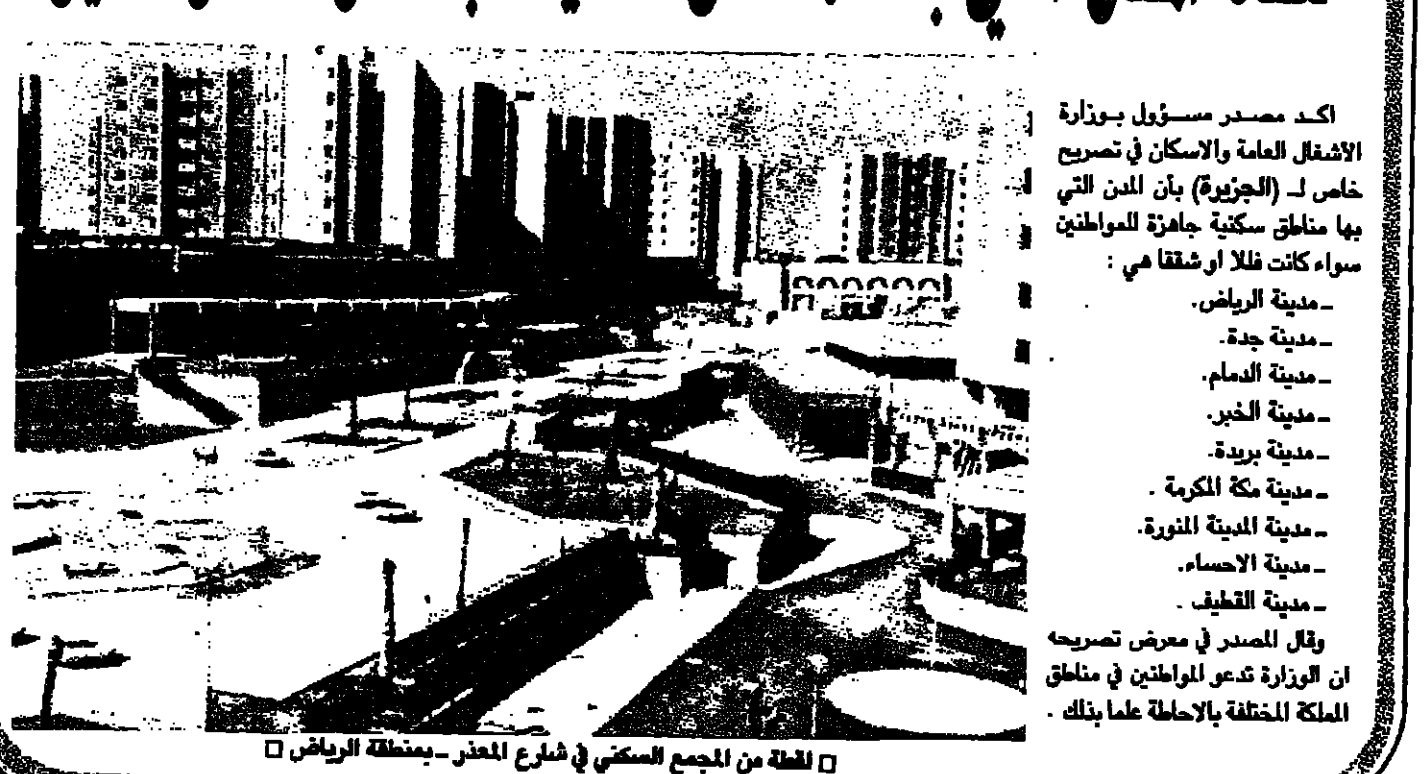 اكد مصدر مسؤول بوزارة
الأشغال العامة والاسكان في تصريح
خاص لـ (الجزيرة) بأن المدن التي
بها مناطق سكنية جاهزة للمواطنين
سواء كانت فللا او شققا هي :
ـ مدينة الرياض.
ـ مدينة جدة.
ـ مدينة الدمام.
ـ مدينة الخبر.
ـ مدينة بريدة.
ـ مدينة مكة المكرمة .
ـ مدينة المدينة المنورة.
ـ مدينة الاحساء.
ـ مدينة القطيف .
وقال المصدر في معرض تصريحه
ان الوزارة تدعو المواطنين في مناطق
المملكة المختلفة بالاحاطة علما بذلك .
□ لقطة من المجمع السكني في شارع المعذر ـ بمنطقة الرياض □